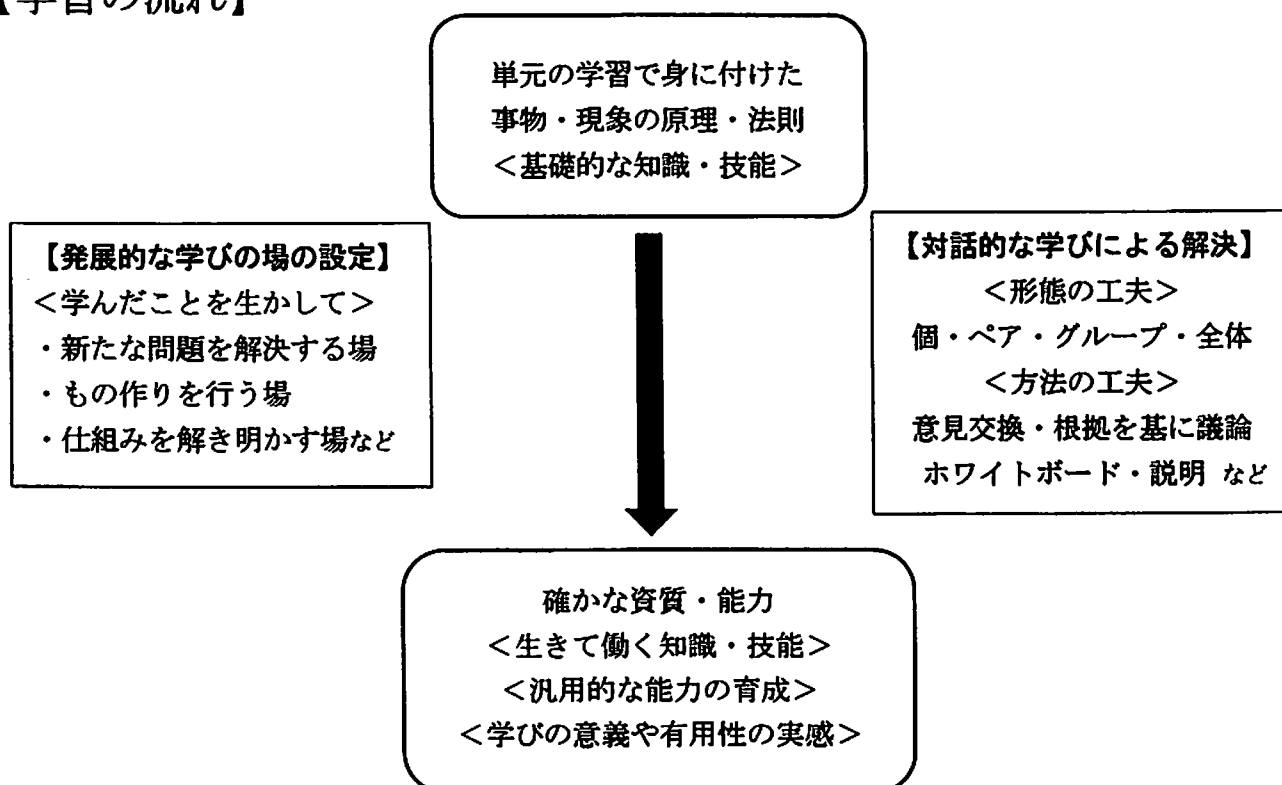 【学習の流れ】
単元の学習で身に付けた
事物・現象の原理・法則
＜基礎的な知識・技能＞
【発展的な学びの場の設定】
＜学んだことを生かして＞
・新たな問題を解決する場
・もの作りを行う場
・仕組みを解き明かす場など
【対話的な学びによる解決】
＜形態の工夫＞
個・ペア・グループ・全体
＜方法の工夫＞
意見交換・根拠を基に議論
ホワイトボード・説明 など
確かな資質・能力
＜生きて働く知識・技能＞
＜汎用的な能力の育成＞
＜学びの意義や有用性の実感＞